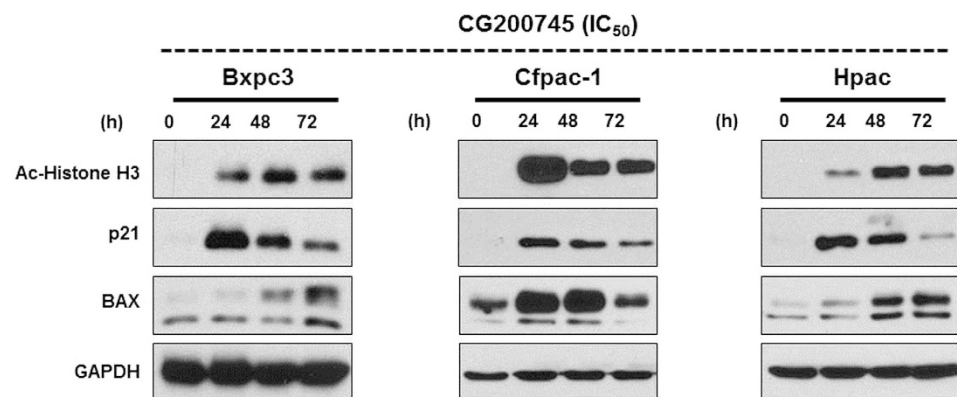 CG200745 (IC50)
Bxpc3 Cfpac-1 Hpac
(h) 0 24 48 72 (h) 0 24 48 72 (h) 0 24 48 72
Ac-Histone H3
p21
BAX
GAPDH